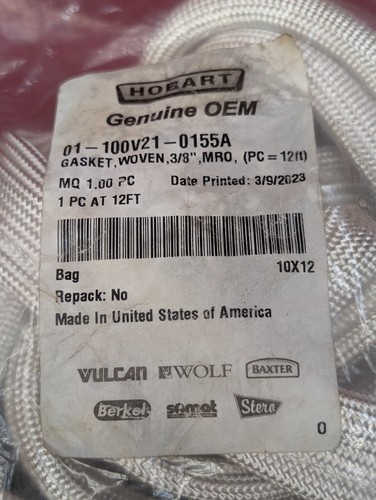 HOBART
Genuine OEM
01-100V21-0155A
GASKET,WOVEN,3/8",MRO, (PC=12ft)
MQ 1.00 PC Date Printed: 3/9/2023
1 PC AT 12FT
Bag 10X12
Repack: No
Made In United States of America
VULCAN WOLF BAXTER
Berkel somat Stero
0